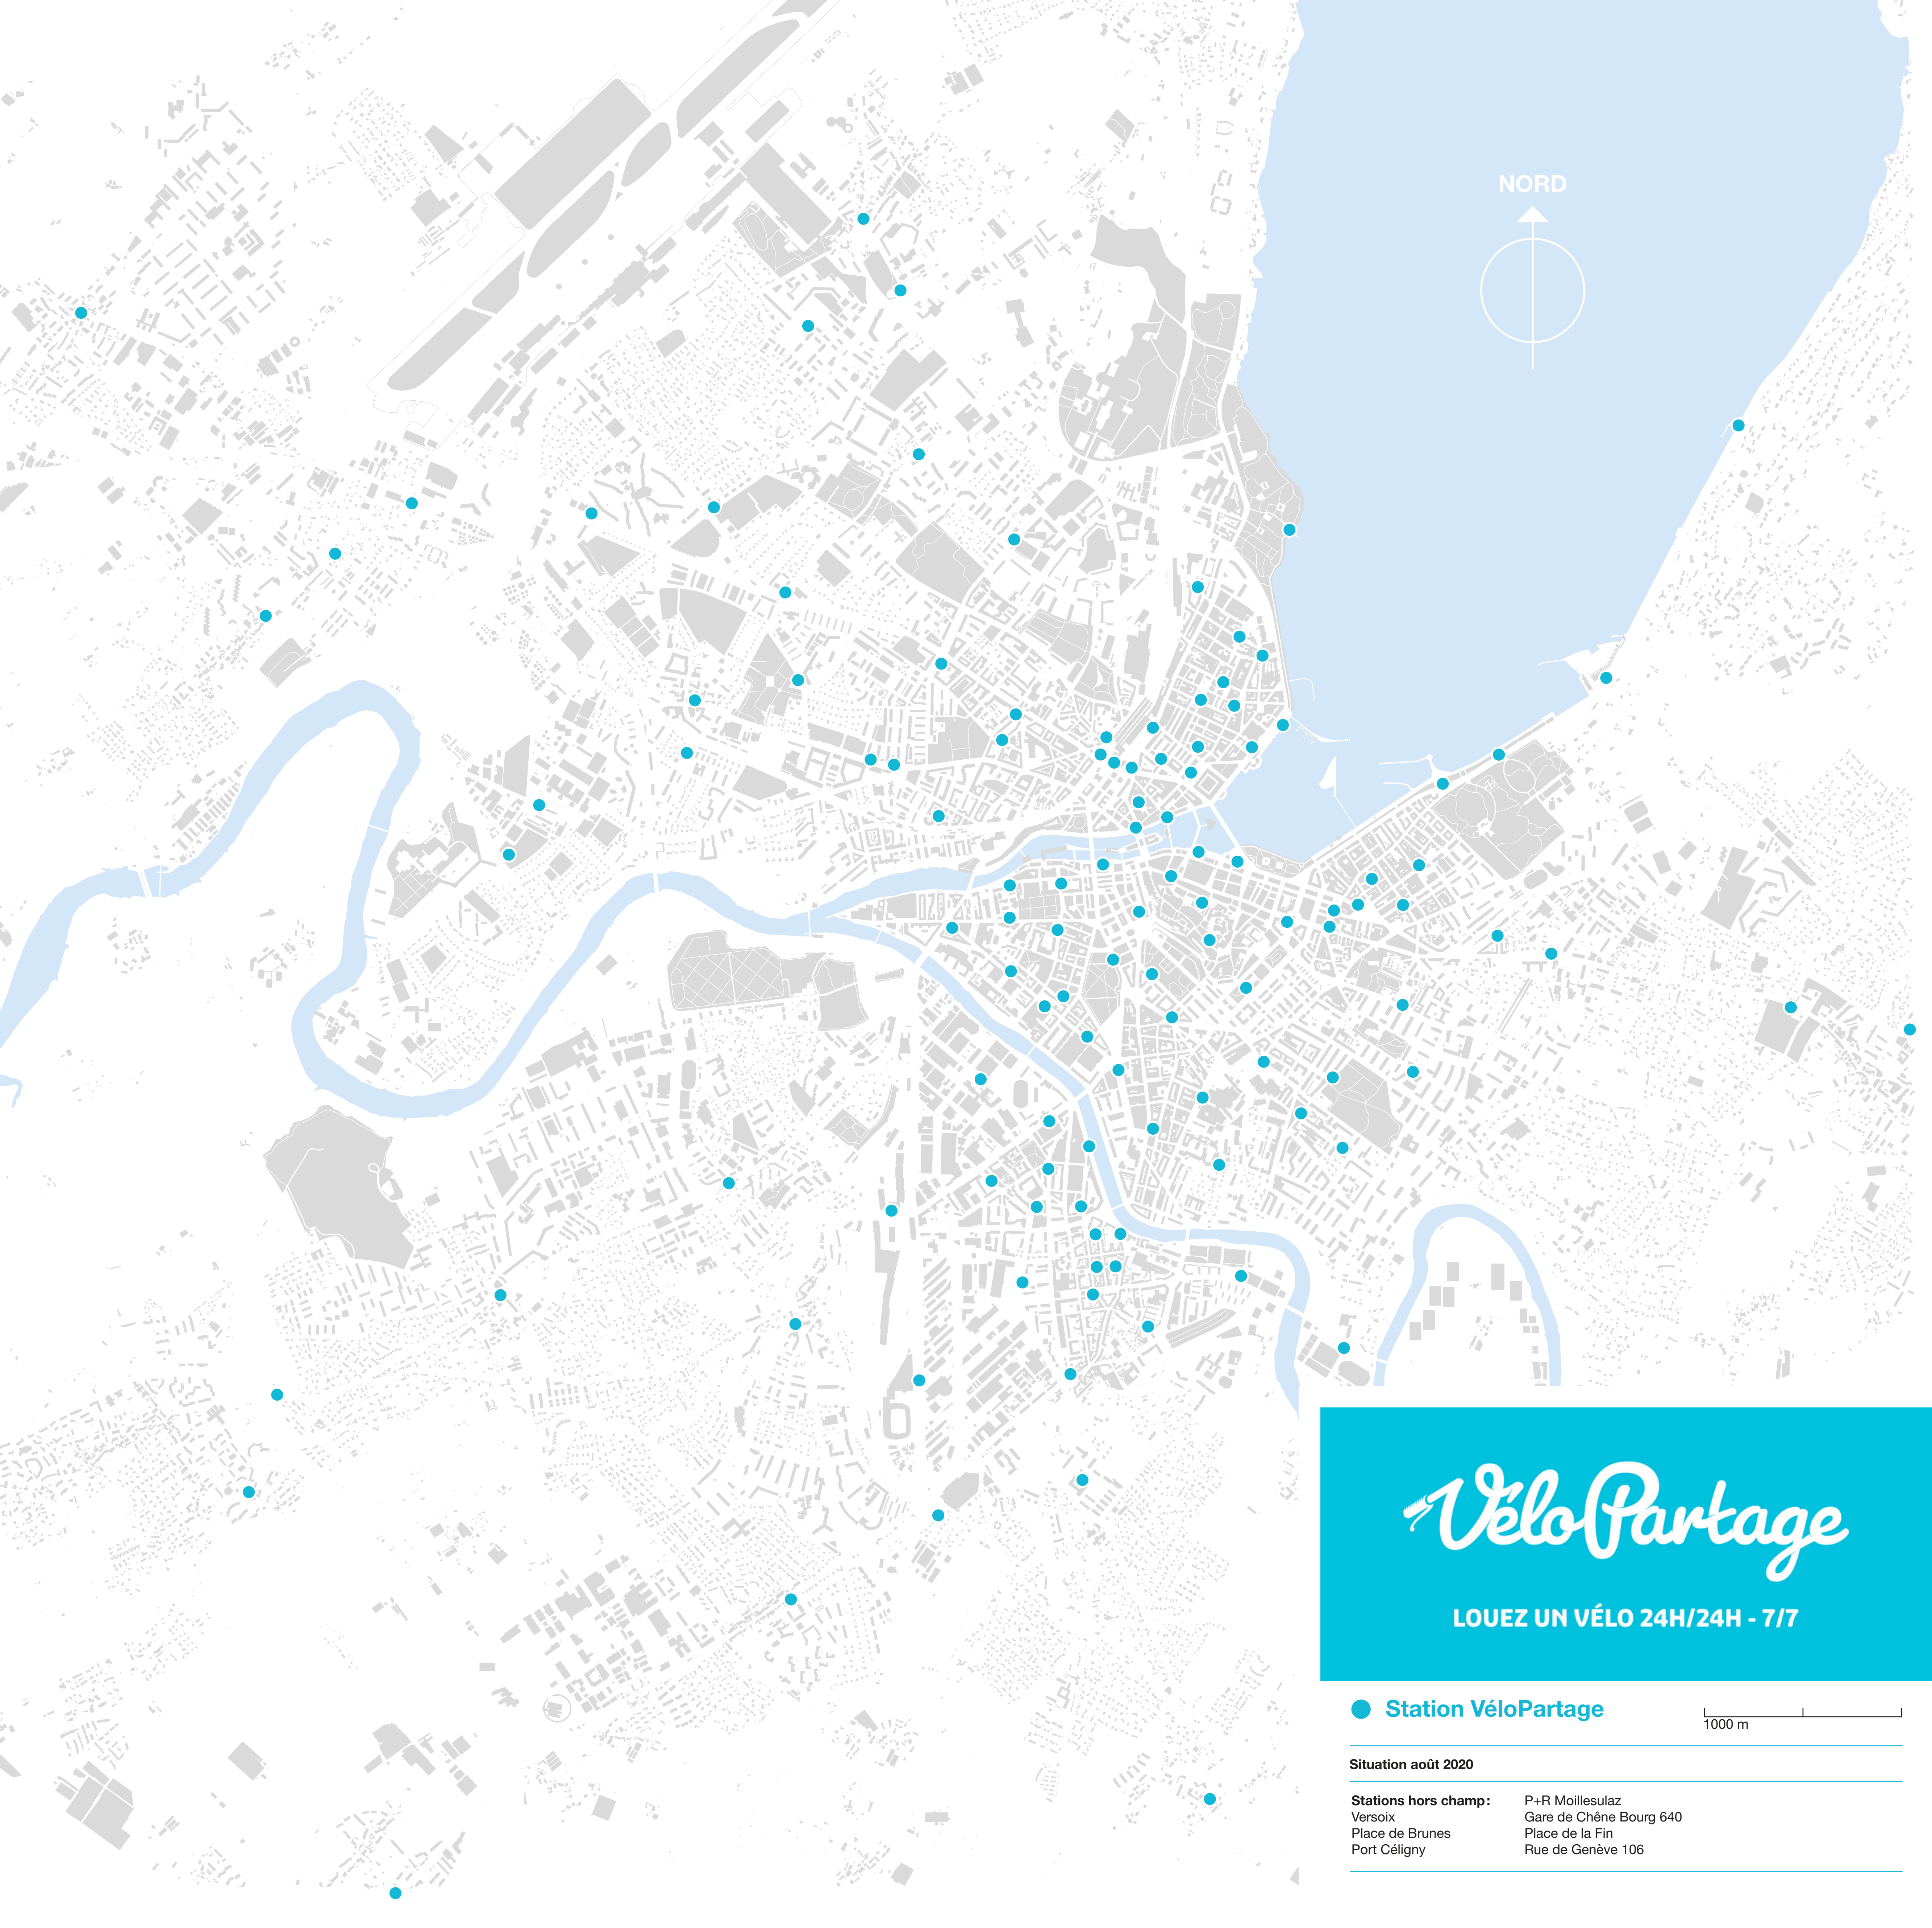 NORD
VéloPartage
LOUEZ UN VÉLO 24H/24H - 7/7
Station VéloPartage
1000 m
Situation août 2020
Stations hors champ:
Versoix
Place de Brunes
Port Céligny
P+R Moillesulaz
Gare de Chêne Bourg 640
Place de la Fin
Rue de Genève 106